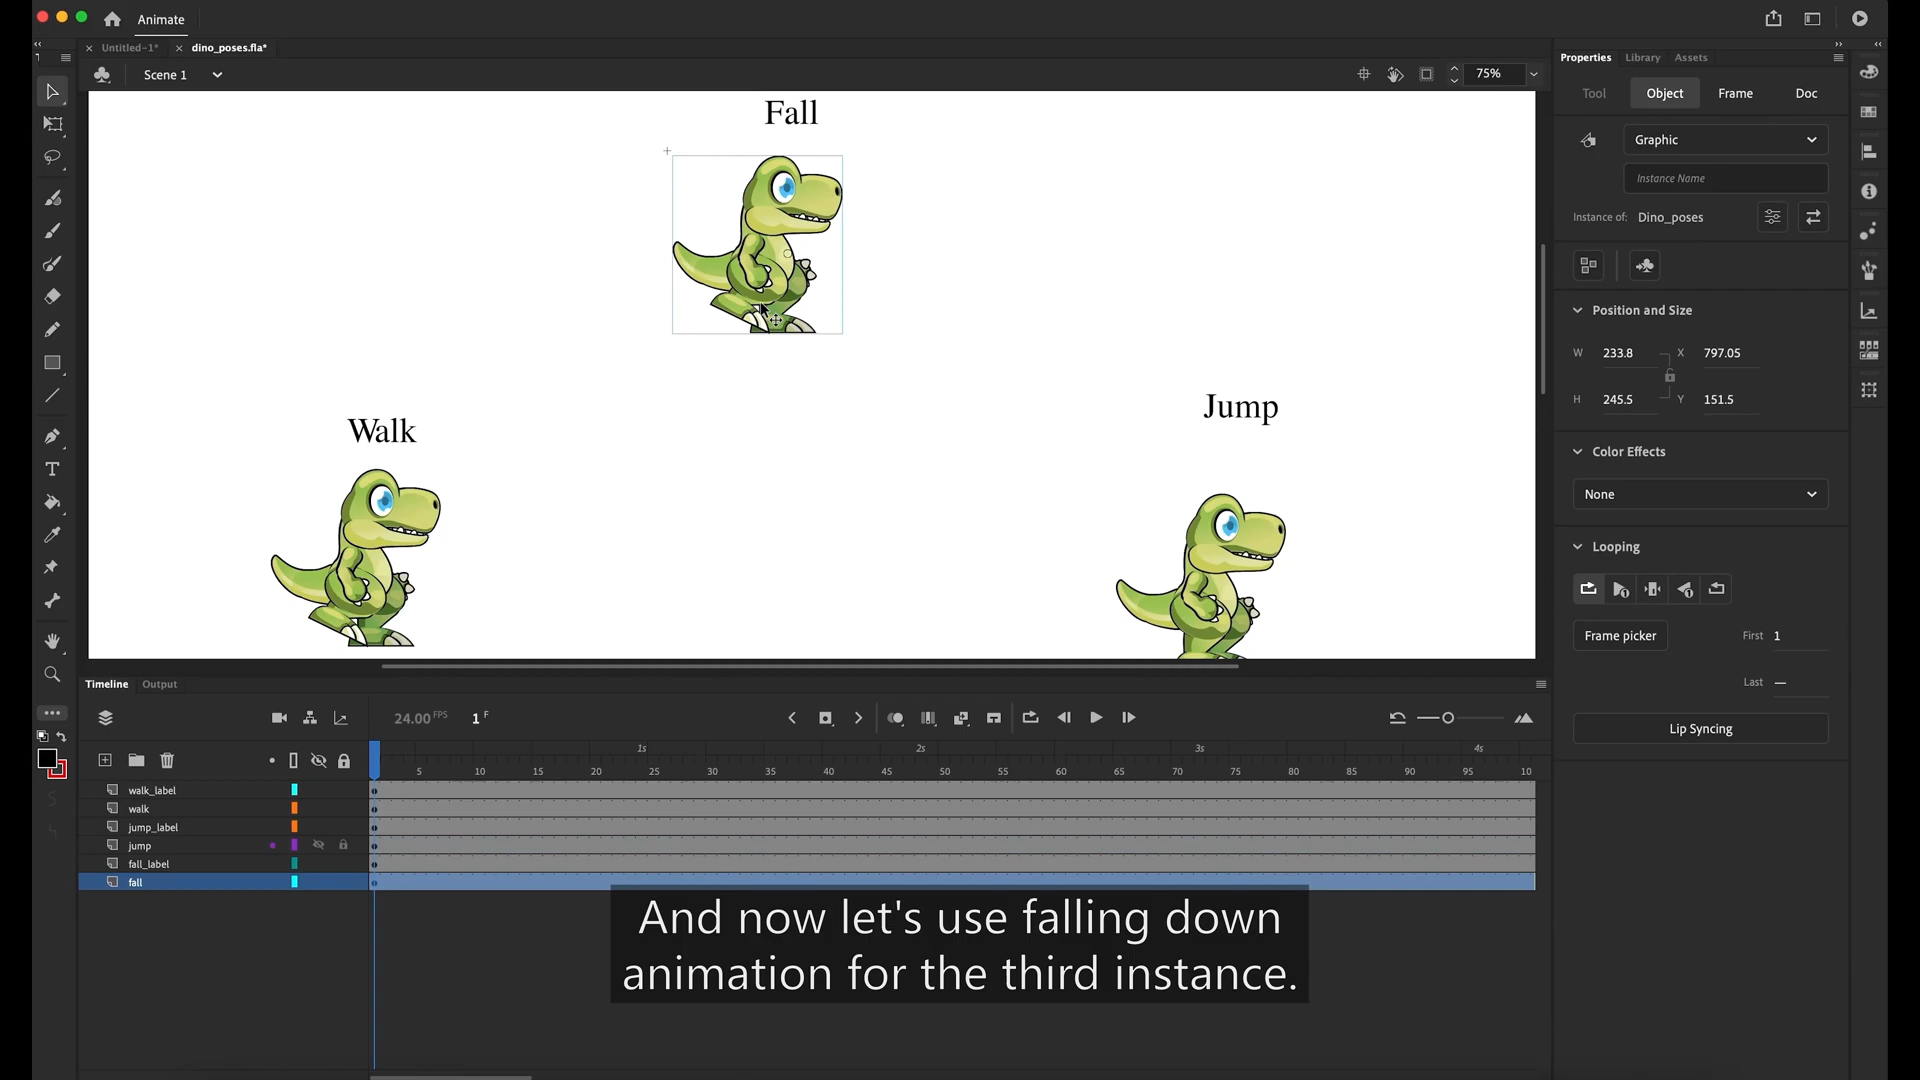 Animate
Untitled-1*
dino_poses.fla*
Scene 1
75%
Fall
Walk
Jump
Properties
Library
Assets
Tool
Object
Frame
Doc
Graphic
Instance Name
Instance of: Dino_poses
Position and Size
W 233.8 X 797.05
H 245.5 Y 151.5
Color Effects
None
Looping
Frame picker
First 1
Last —
Lip Syncing
Timeline
Output
24.00 FPS 1 F
1s 2s 3s 4s
5 10 15 20 25 30 35 40 45 50 55 60 65 70 75 80 85 90 95 10
walk_label
walk
jump_label
jump
fall_label
fall
And now let's use falling down
animation for the third instance.